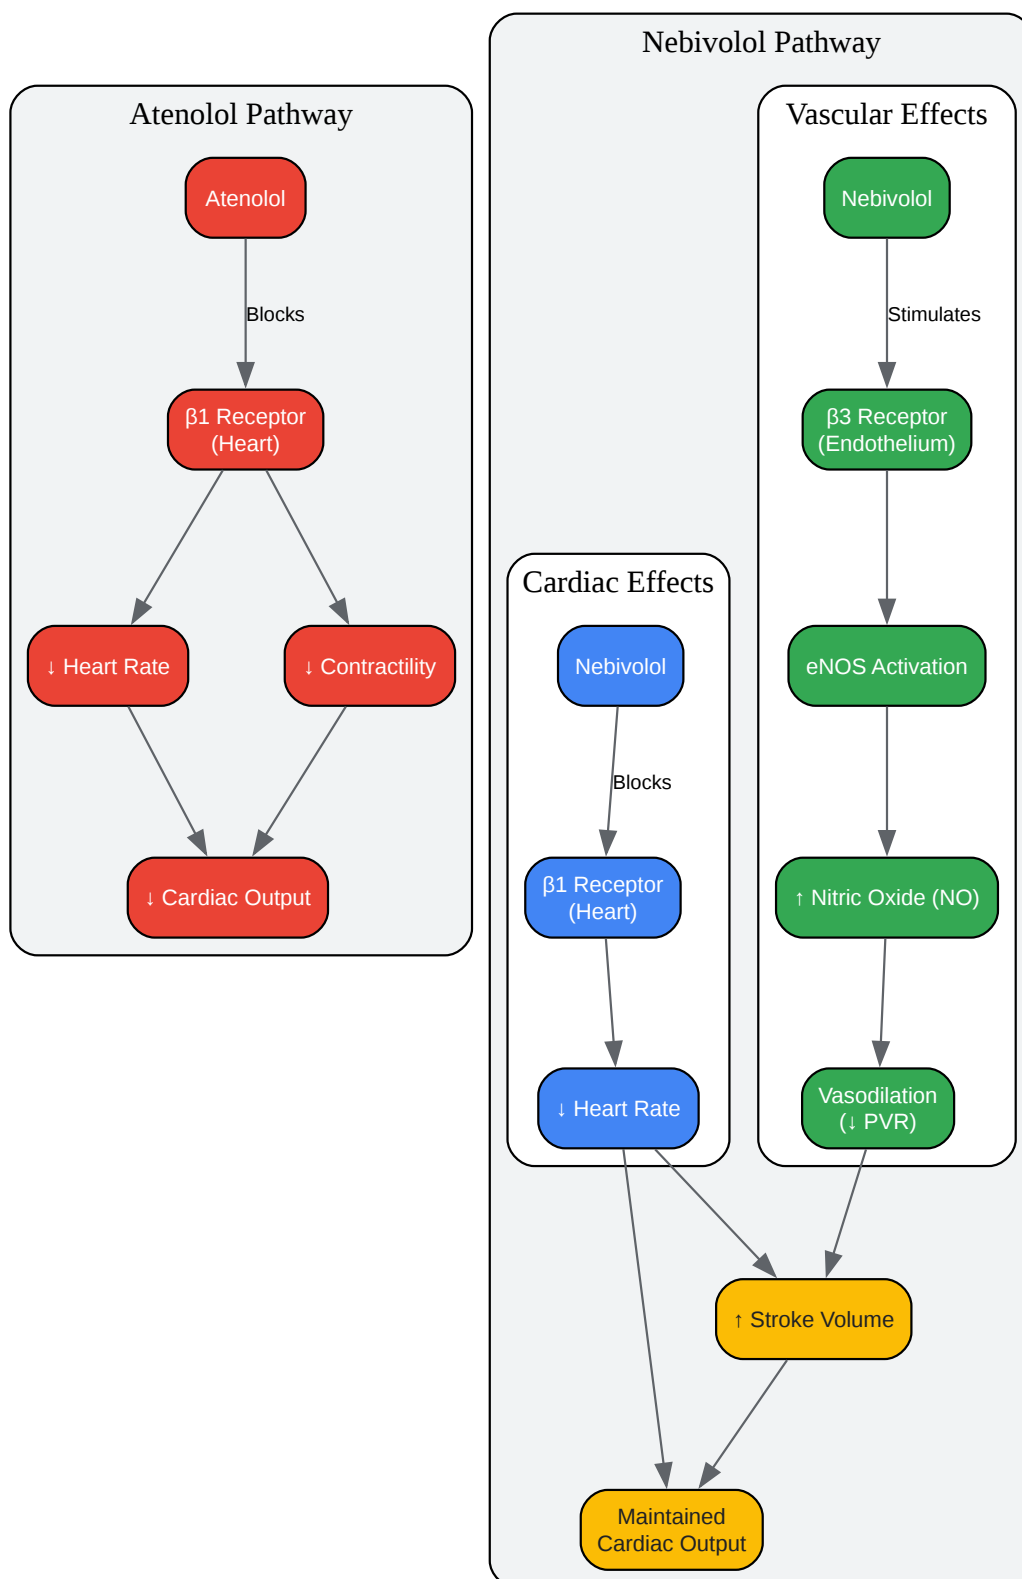 Atenolol Pathway
Atenolol
Blocks
β1 Receptor
(Heart)
↓ Heart Rate
↓ Contractility
↓ Cardiac Output
Nebivolol Pathway
Cardiac Effects
Nebivolol
Blocks
β1 Receptor
(Heart)
↓ Heart Rate
Vascular Effects
Nebivolol
Stimulates
β3 Receptor
(Endothelium)
eNOS Activation
↑ Nitric Oxide (NO)
Vasodilation
(↓ PVR)
↑ Stroke Volume
Maintained
Cardiac Output